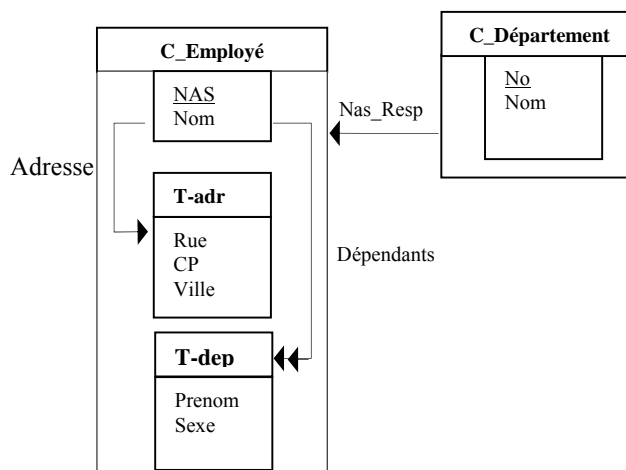 C_Employé
NAS
Nom
Adresse
T-adr
Rue
CP
Ville
T-dep
Prenom
Sexe
Dépendants
Nas_Resp
C_Département
No
Nom